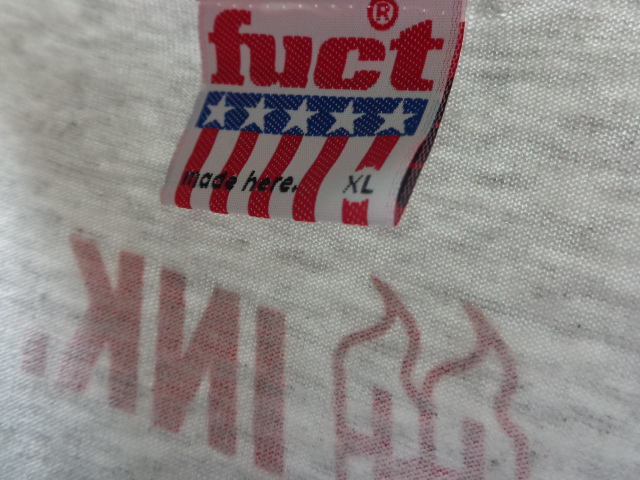 fuct®
made here. XL
INK.